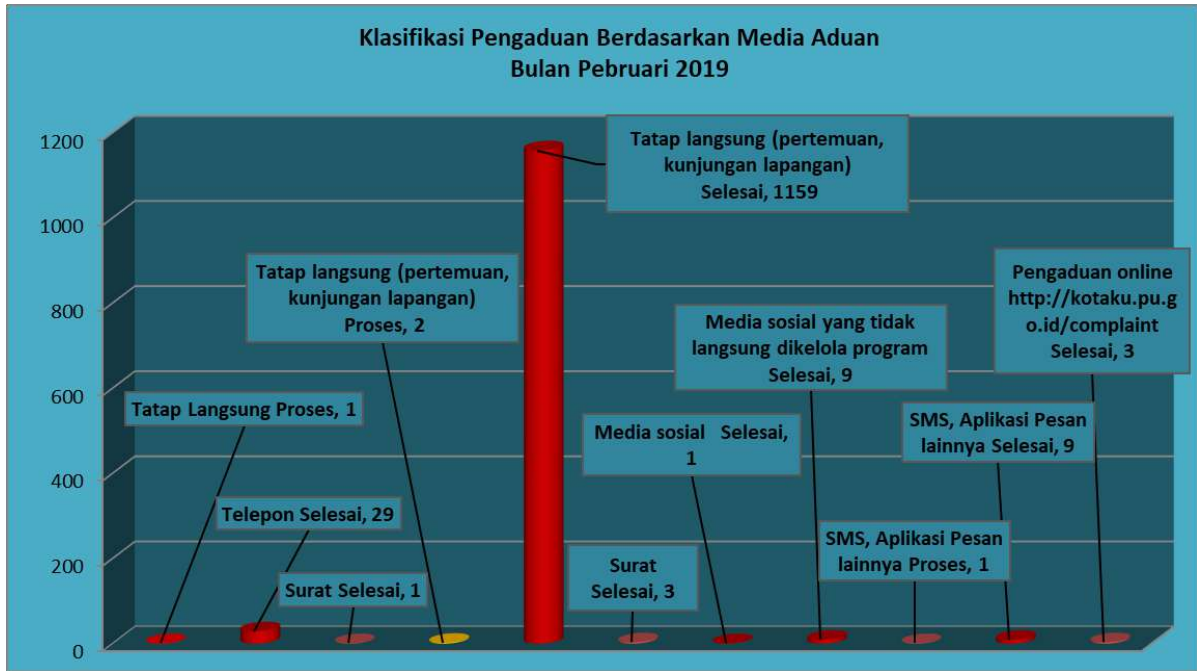 Klasifikasi Pengaduan Berdasarkan Media Aduan
Bulan Pebruari 2019
1200
1000
800
600
400
200
0
Tatap Langsung Proses, 1
Telepon Selesai, 29
Surat Selesai, 1
Tatap langsung (pertemuan,
kunjungan lapangan)
Proses, 2
Tatap langsung (pertemuan,
kunjungan lapangan)
Selesai, 1159
Surat
Selesai, 3
Media sosial Selesai,
1
Media sosial yang tidak
langsung dikelola program
Selesai, 9
SMS, Aplikasi Pesan
lainnya Proses, 1
SMS, Aplikasi Pesan
lainnya Selesai, 9
Pengaduan online
http://kotaku.pu.g
o.id/complaint
Selesai, 3